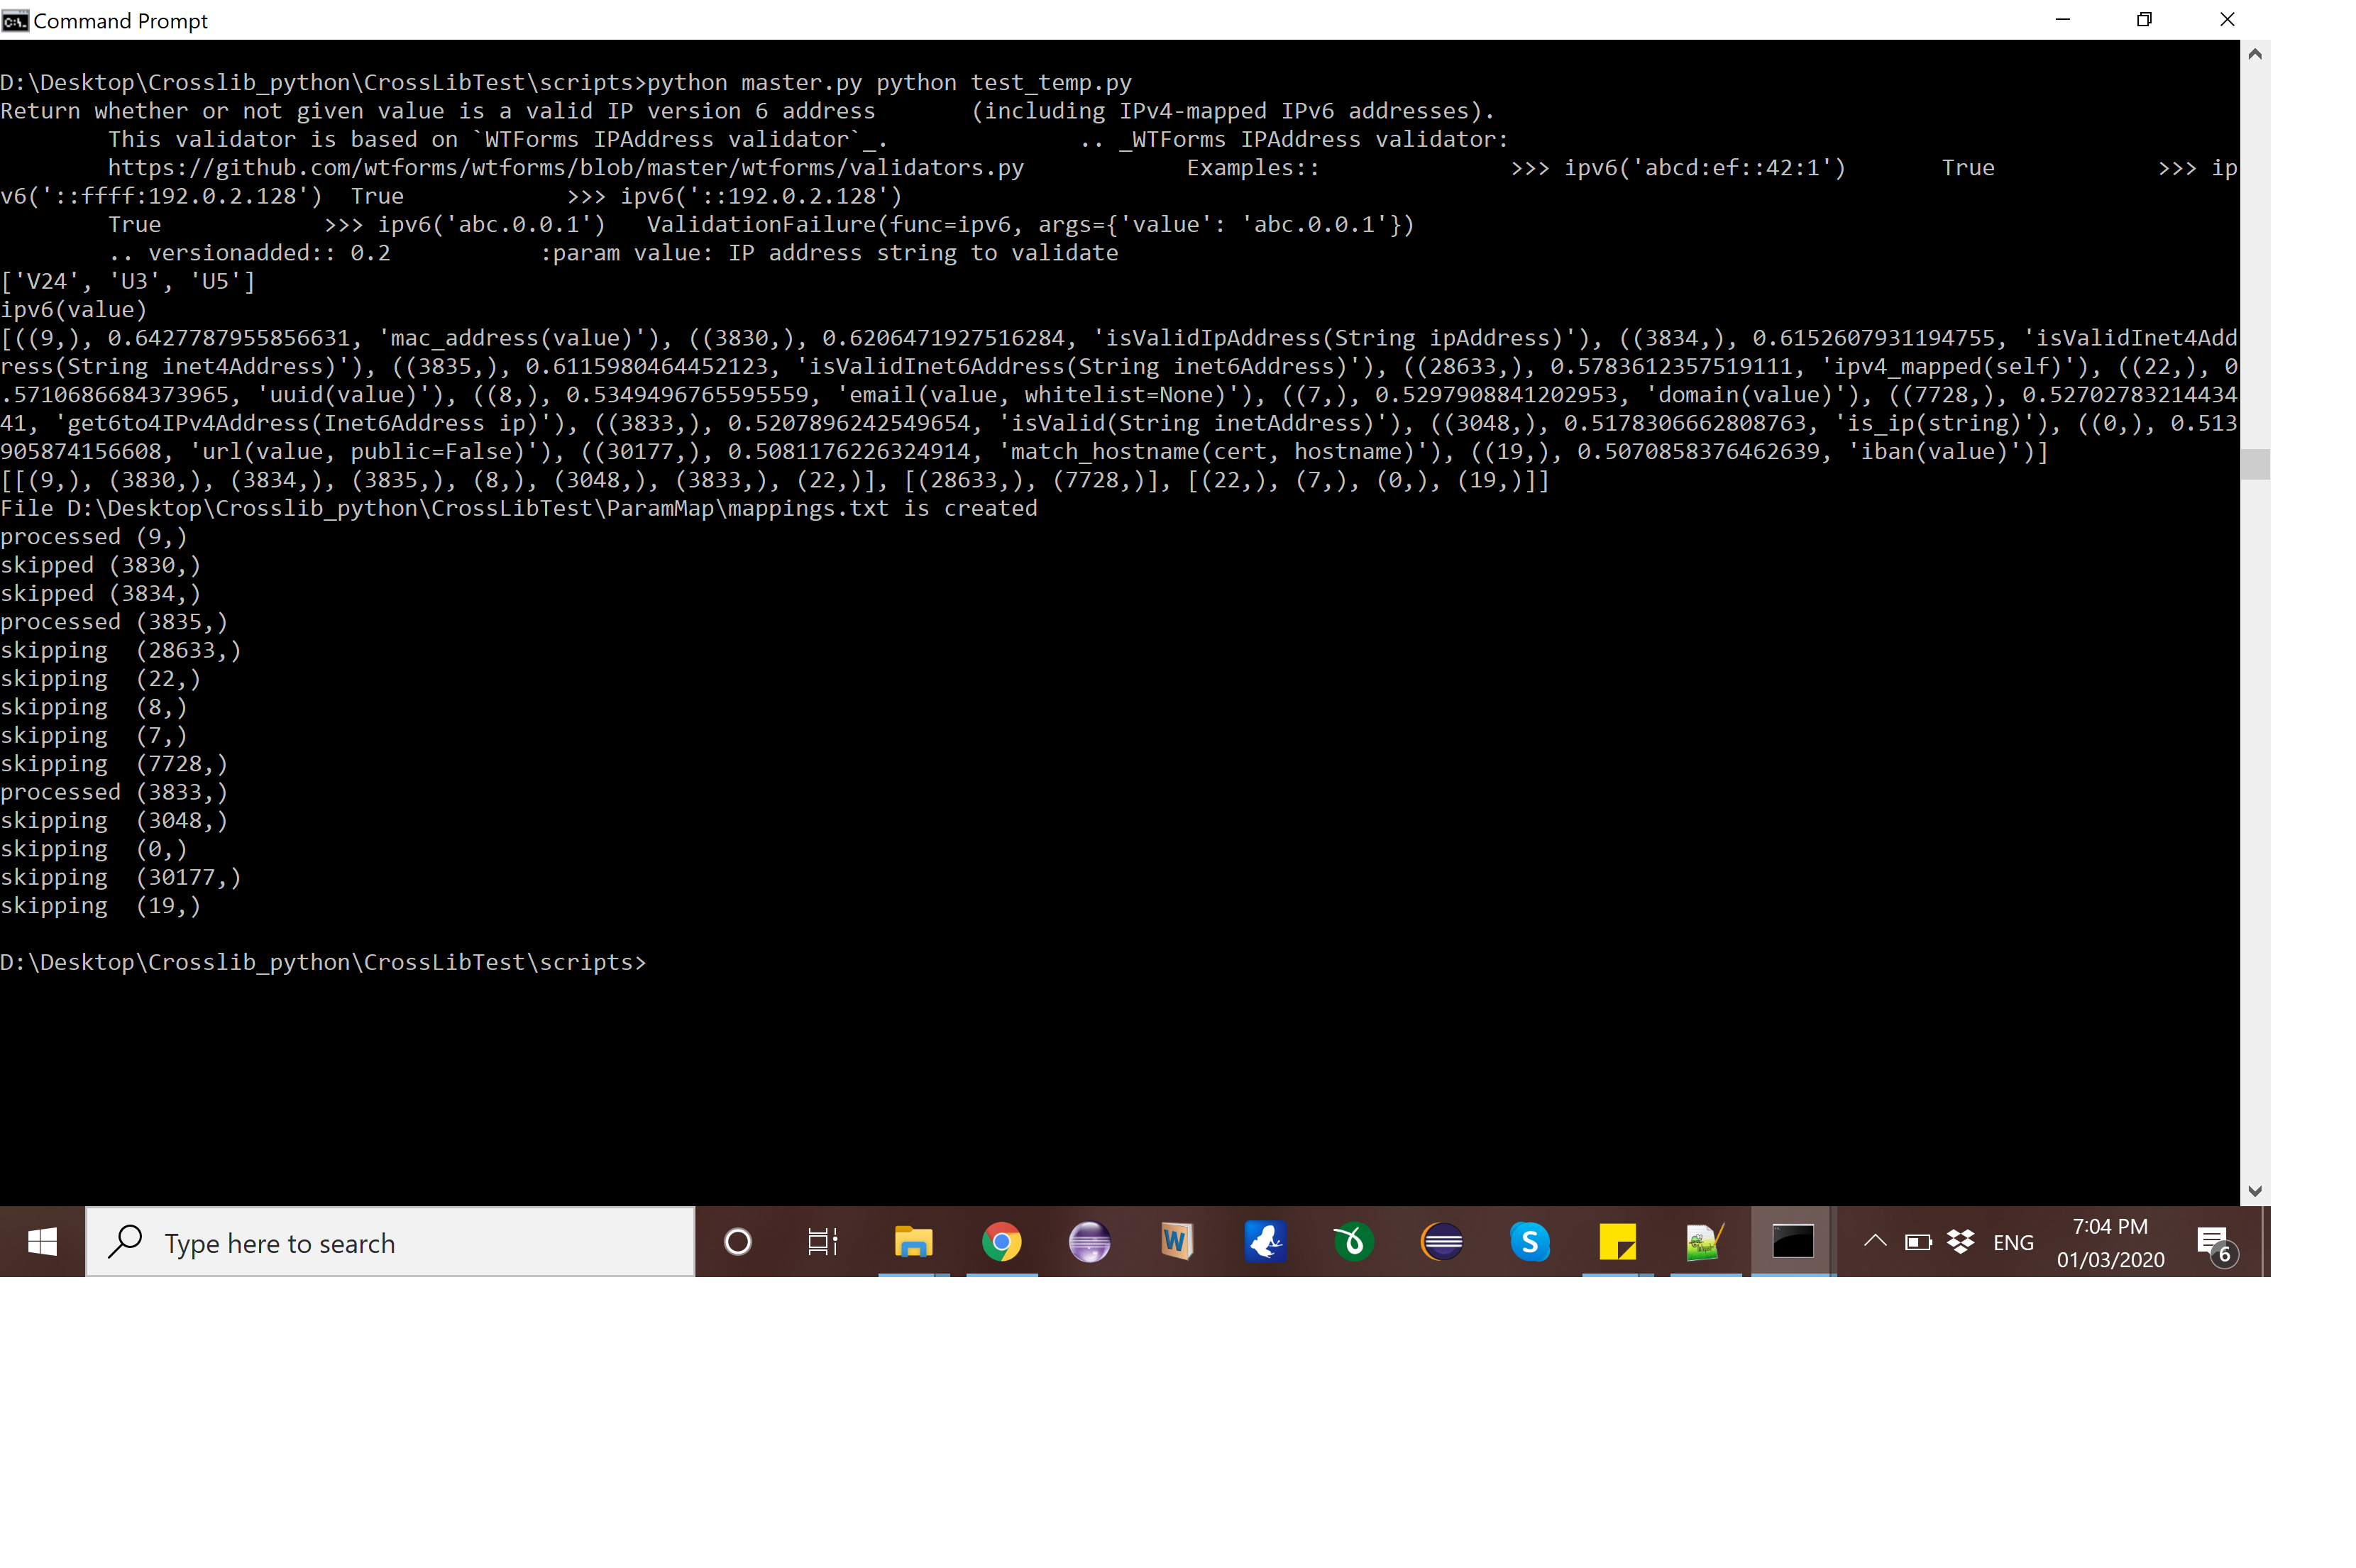 Command Prompt
D:\Desktop\Crosslib_python\CrossLibTest\scripts>python master.py python test_temp.py
Return whether or not given value is a valid IP version 6 address       (including IPv4-mapped IPv6 addresses).
        This validator is based on `WTForms IPAddress validator`_.              .. _WTForms IPAddress validator:
        https://github.com/wtforms/wtforms/blob/master/wtforms/validators.py            Examples::              >>> ipv6('abcd:ef::42:1')       True            >>> ip
v6('::ffff:192.0.2.128')  True            >>> ipv6('::192.0.2.128')
        True            >>> ipv6('abc.0.0.1')   ValidationFailure(func=ipv6, args={'value': 'abc.0.0.1'})
        .. versionadded:: 0.2           :param value: IP address string to validate
['V24', 'U3', 'U5']
ipv6(value)
[((9,), 0.6427787955856631, 'mac_address(value)'), ((3830,), 0.6206471927516284, 'isValidIpAddress(String ipAddress)'), ((3834,), 0.6152607931194755, 'isValidInet4Add
ress(String inet4Address)'), ((3835,), 0.6115980464452123, 'isValidInet6Address(String inet6Address)'), ((28633,), 0.5783612357519111, 'ipv4_mapped(self)'), ((22,), 0
.5710686684373965, 'uuid(value)'), ((8,), 0.5349496765595559, 'email(value, whitelist=None)'), ((7,), 0.5297908841202953, 'domain(value)'), ((7728,), 0.52702783214434
41, 'get6to4IPv4Address(Inet6Address ip)'), ((3833,), 0.5207896242549654, 'isValid(String inetAddress)'), ((3048,), 0.5178306662808763, 'is_ip(string)'), ((0,), 0.513
905874156608, 'url(value, public=False)'), ((30177,), 0.5081176226324914, 'match_hostname(cert, hostname)'), ((19,), 0.5070858376462639, 'iban(value)')]
[[(9,), (3830,), (3834,), (3835,), (8,), (3048,), (3833,), (22,)], [(28633,), (7728,)], [(22,), (7,), (0,), (19,)]]
File D:\Desktop\Crosslib_python\CrossLibTest\ParamMap\mappings.txt is created
processed (9,)
skipped (3830,)
skipped (3834,)
processed (3835,)
skipping  (28633,)
skipping  (22,)
skipping  (8,)
skipping  (7,)
skipping  (7728,)
processed (3833,)
skipping  (3048,)
skipping  (0,)
skipping  (30177,)
skipping  (19,)
D:\Desktop\Crosslib_python\CrossLibTest\scripts>
Type here to search
W
S
ENG
7:04 PM
01/03/2020
6